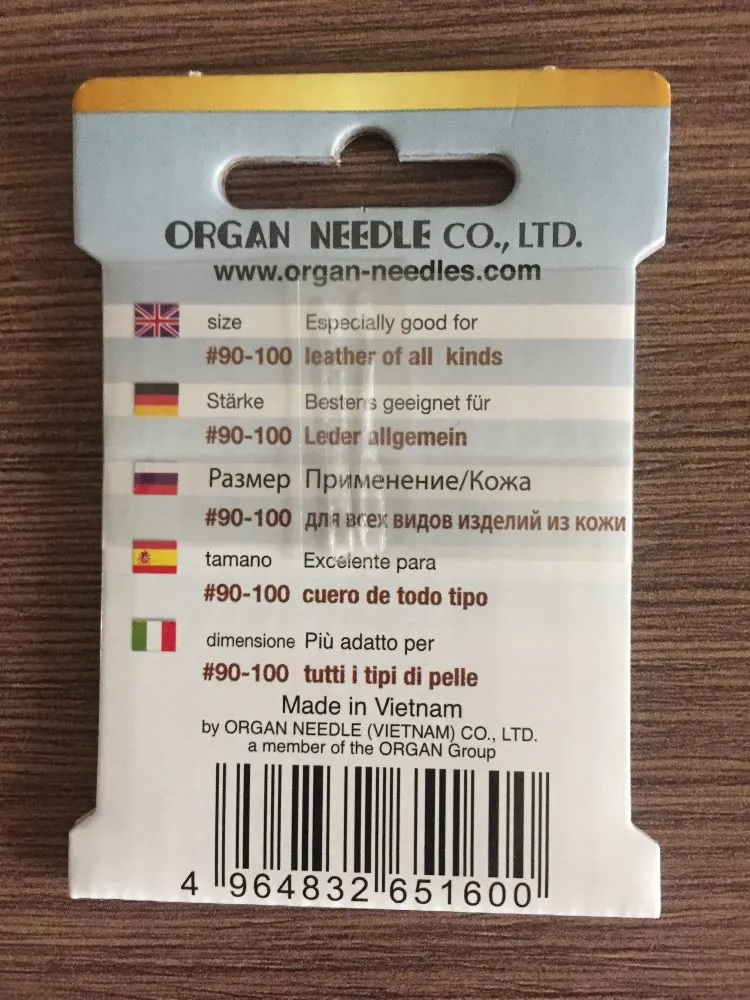 ORGAN NEEDLE CO., LTD.
www.organ-needles.com
size Especially good for
#90-100 leather of all kinds
Stärke Bestens geeignet für
#90-100 Leder allgemein
Размер Применение/Кожа
#90-100 для всех видов изделий из кожи
tamano Excelente para
#90-100 cuero de todo tipo
dimensione Più adatto per
#90-100 tutti i tipi di pelle
Made in Vietnam
by ORGAN NEEDLE (VIETNAM) CO., LTD.
a member of the ORGAN Group
4 964832 651600